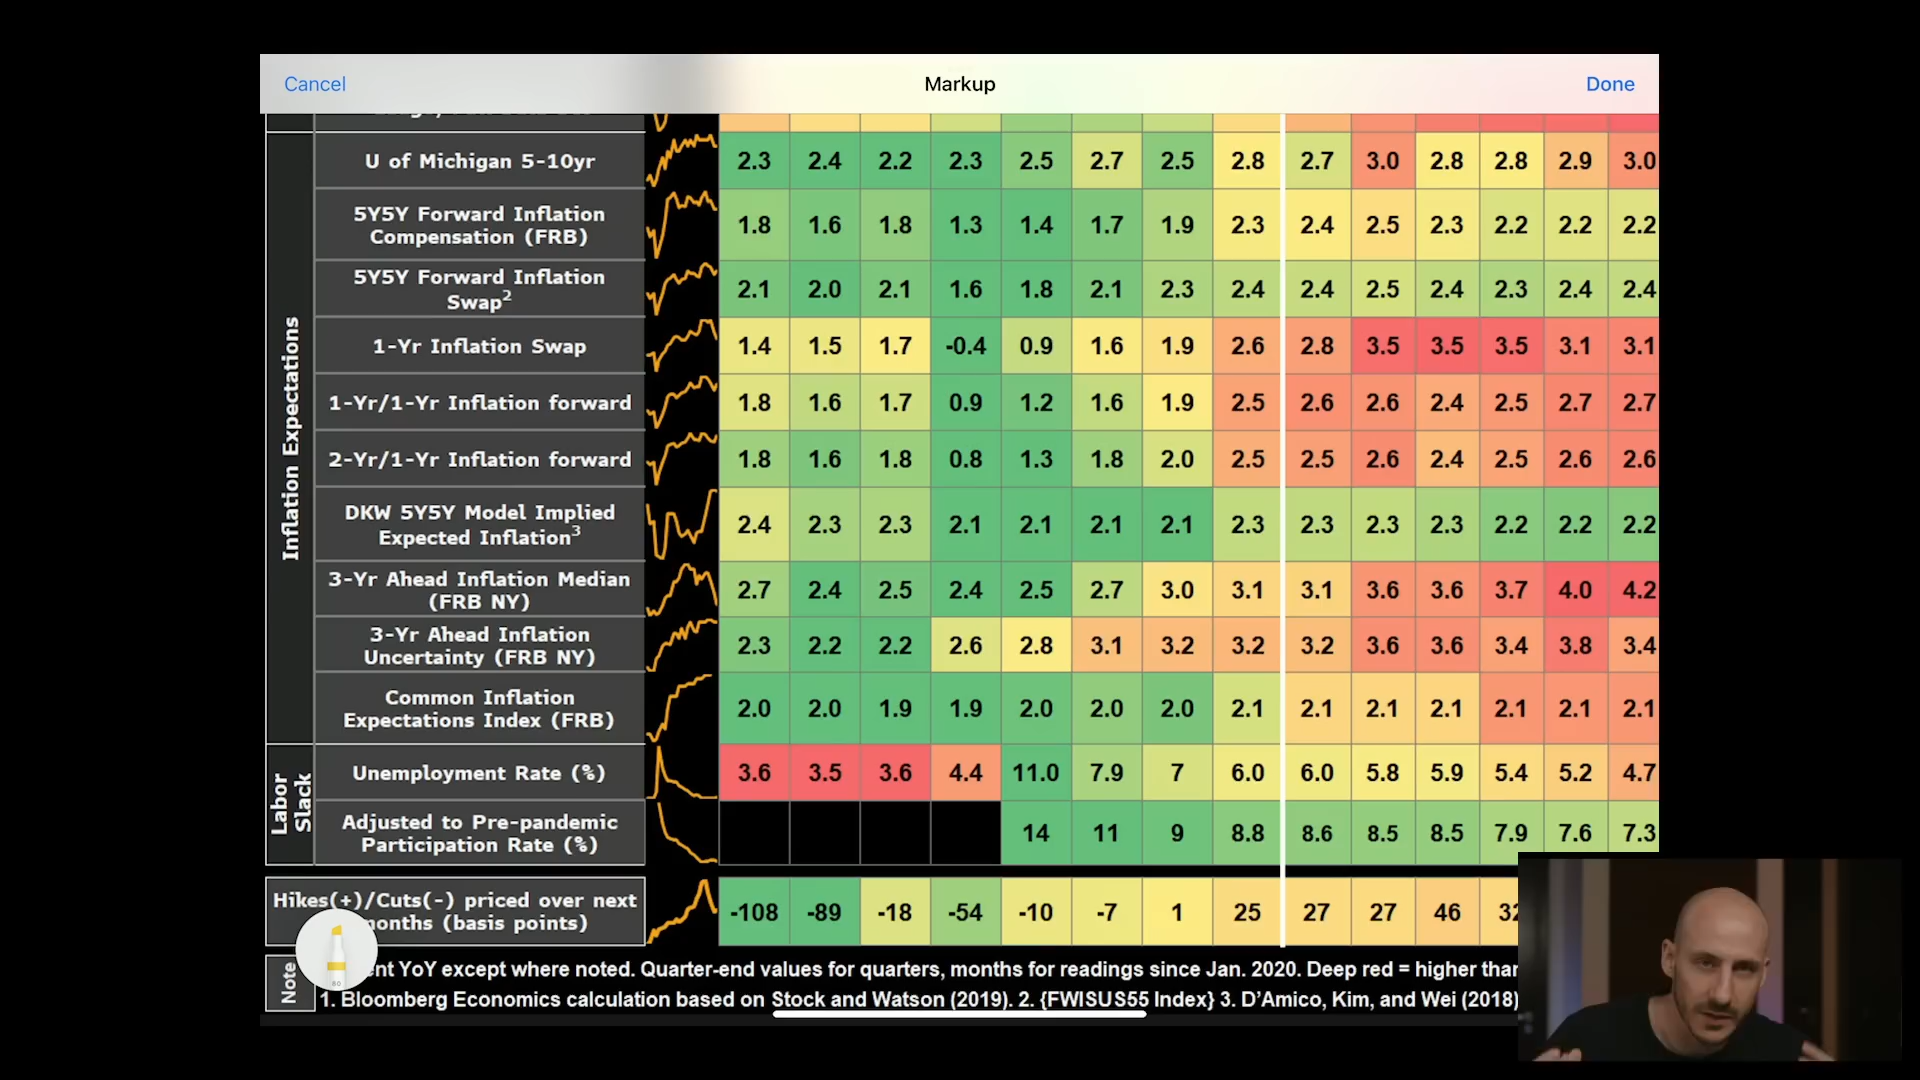 Cancel
Markup
Done
U of Michigan 5-10yr 2.3 2.4 2.2 2.3 2.5 2.7 2.5 2.8 2.7 3.0 2.8 2.8 2.9 3.0
5Y5Y Forward Inflation
Compensation (FRB) 1.8 1.6 1.8 1.3 1.4 1.7 1.9 2.3 2.4 2.5 2.3 2.2 2.2 2.2
5Y5Y Forward Inflation
Swap2 2.1 2.0 2.1 1.6 1.8 2.1 2.3 2.4 2.4 2.5 2.4 2.3 2.4 2.4
1-Yr Inflation Swap 1.4 1.5 1.7 -0.4 0.9 1.6 1.9 2.6 2.8 3.5 3.5 3.5 3.1 3.1
1-Yr/1-Yr Inflation forward 1.8 1.6 1.7 0.9 1.2 1.6 1.9 2.5 2.6 2.6 2.4 2.5 2.7 2.7
2-Yr/1-Yr Inflation forward 1.8 1.6 1.8 0.8 1.3 1.8 2.0 2.5 2.5 2.6 2.4 2.5 2.6 2.6
Inflation Expectations
DKW 5Y5Y Model Implied
Expected Inflation3 2.4 2.3 2.3 2.1 2.1 2.1 2.1 2.3 2.3 2.3 2.3 2.2 2.2 2.2
3-Yr Ahead Inflation Median
(FRB NY) 2.7 2.4 2.5 2.4 2.5 2.7 3.0 3.1 3.1 3.6 3.6 3.7 4.0 4.2
3-Yr Ahead Inflation
Uncertainty (FRB NY) 2.3 2.2 2.2 2.6 2.8 3.1 3.2 3.2 3.2 3.6 3.6 3.4 3.8 3.4
Common Inflation
Expectations Index (FRB) 2.0 2.0 1.9 1.9 2.0 2.0 2.0 2.1 2.1 2.1 2.1 2.1 2.1 2.1
Labor
Slack
Unemployment Rate (%) 3.6 3.5 3.6 4.4 11.0 7.9 7 6.0 6.0 5.8 5.9 5.4 5.2 4.7
Adjusted to Pre-pandemic
Participation Rate (%) 14 11 9 8.8 8.6 8.5 8.5 7.9 7.6 7.3
Hikes(+)/Cuts(-) priced over next
months (basis points) -108 -89 -18 -54 -10 -7 1 25 27 27 46 32
Note
YoY except where noted. Quarter-end values for quarters, months for readings since Jan. 2020. Deep red = higher than
1. Bloomberg Economics calculation based on Stock and Watson (2019). 2. {FWISUS55 Index} 3. D'Amico, Kim, and Wei (2018)
80